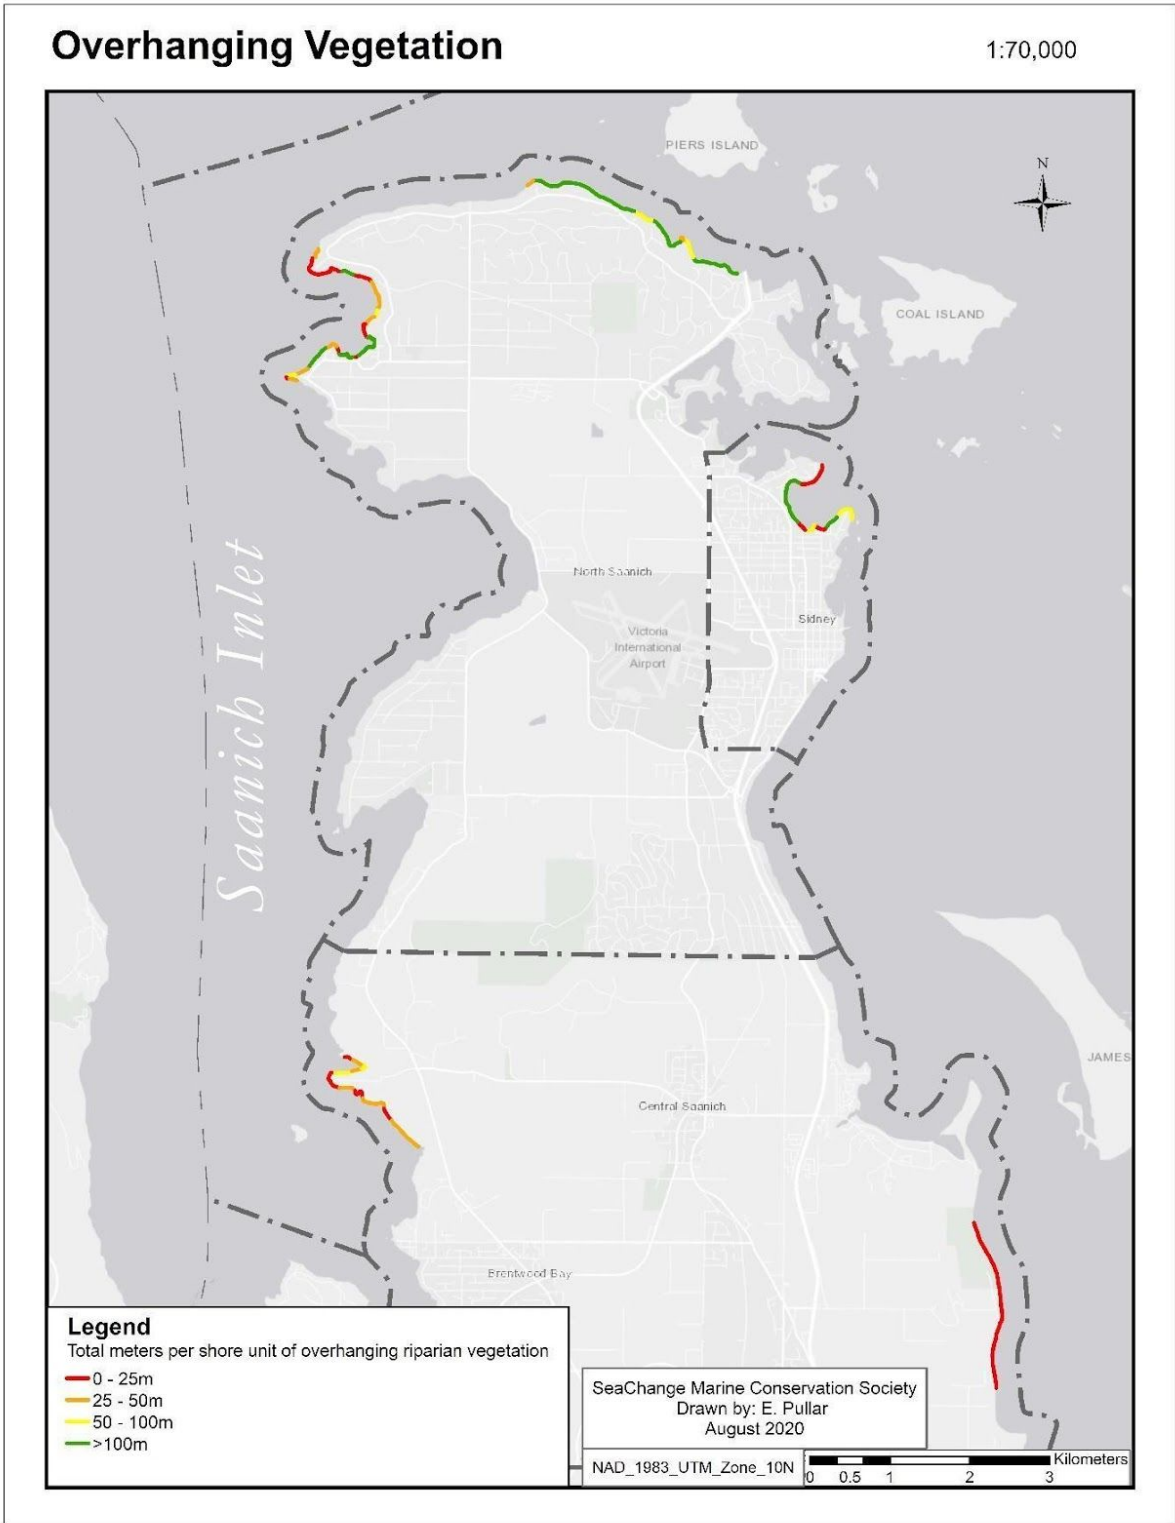 Overhanging Vegetation
1:70,000
PIERS ISLAND
N
COAL ISLAND
North Saanich
Sidney
Victoria
International
Airport
Saanich Inlet
JAMES
Central Saanich
Brentwood Bay
Legend
Total meters per shore unit of overhanging riparian vegetation
0 - 25m
25 - 50m
50 - 100m
>100m
SeaChange Marine Conservation Society
Drawn by: E. Pullar
August 2020
NAD_1983_UTM_Zone_10N
Kilometers
0 0.5 1 2 3